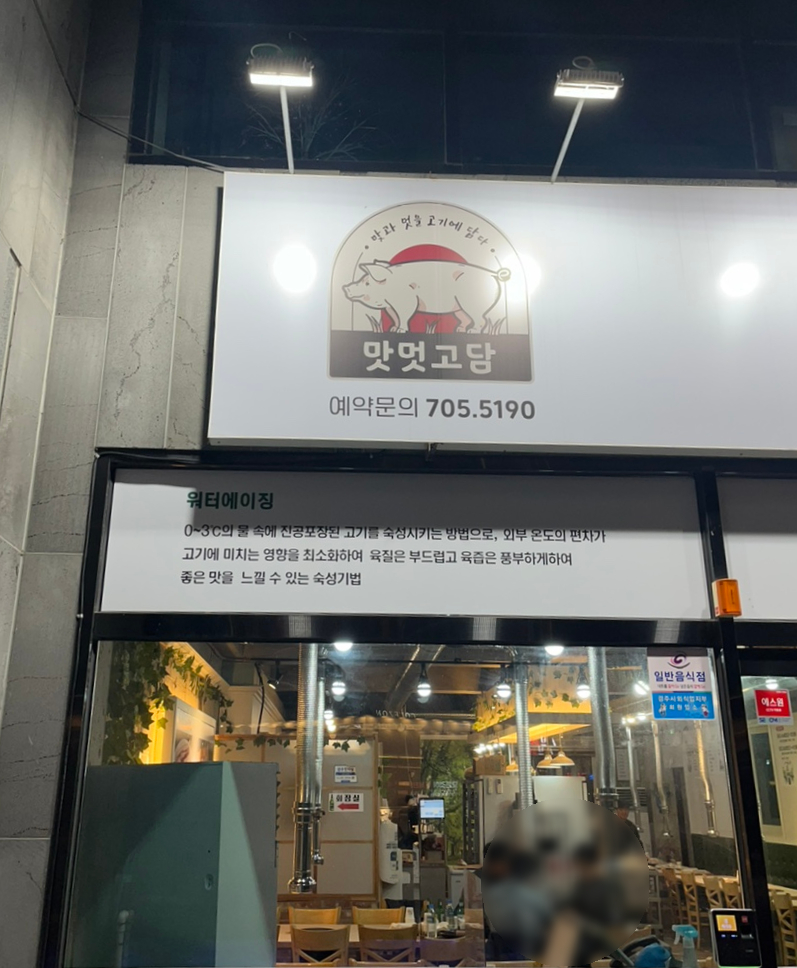 맛과 멋을 고기에 담다
맛멋고담
예약문의 705.5190
워터에이징
0~3℃의 물 속에 진공포장된 고기를 숙성시키는 방법으로, 외부 온도의 편차가
고기에 미치는 영향을 최소화하여 육질은 부드럽고 육즙은 풍부하게하여
좋은 맛을 느낄 수 있는 숙성기법
일반음식점
에스원
화장실